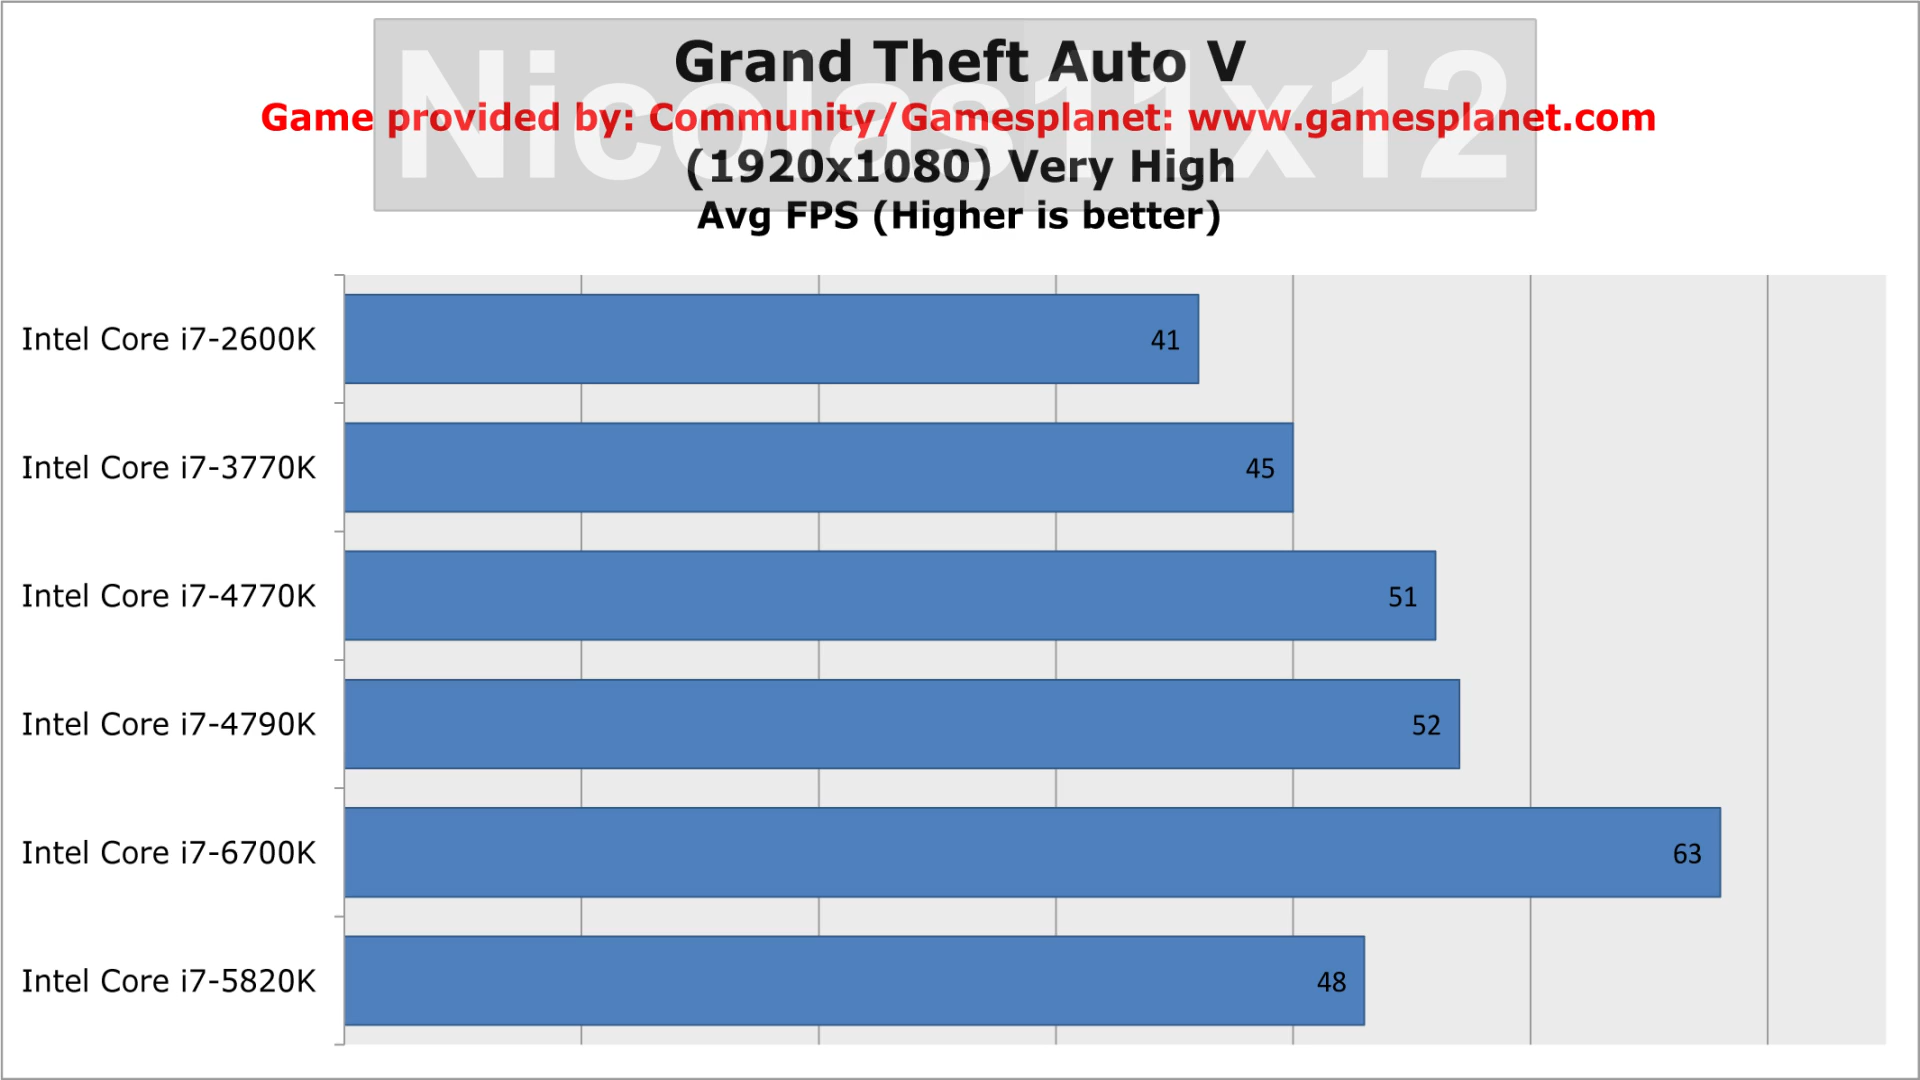 Nicolas11x12
Grand Theft Auto V
Game provided by: Community/Gamesplanet: www.gamesplanet.com
(1920x1080) Very High
Avg FPS (Higher is better)
Intel Core i7-2600K 41
Intel Core i7-3770K 45
Intel Core i7-4770K 51
Intel Core i7-4790K 52
Intel Core i7-6700K 63
Intel Core i7-5820K 48